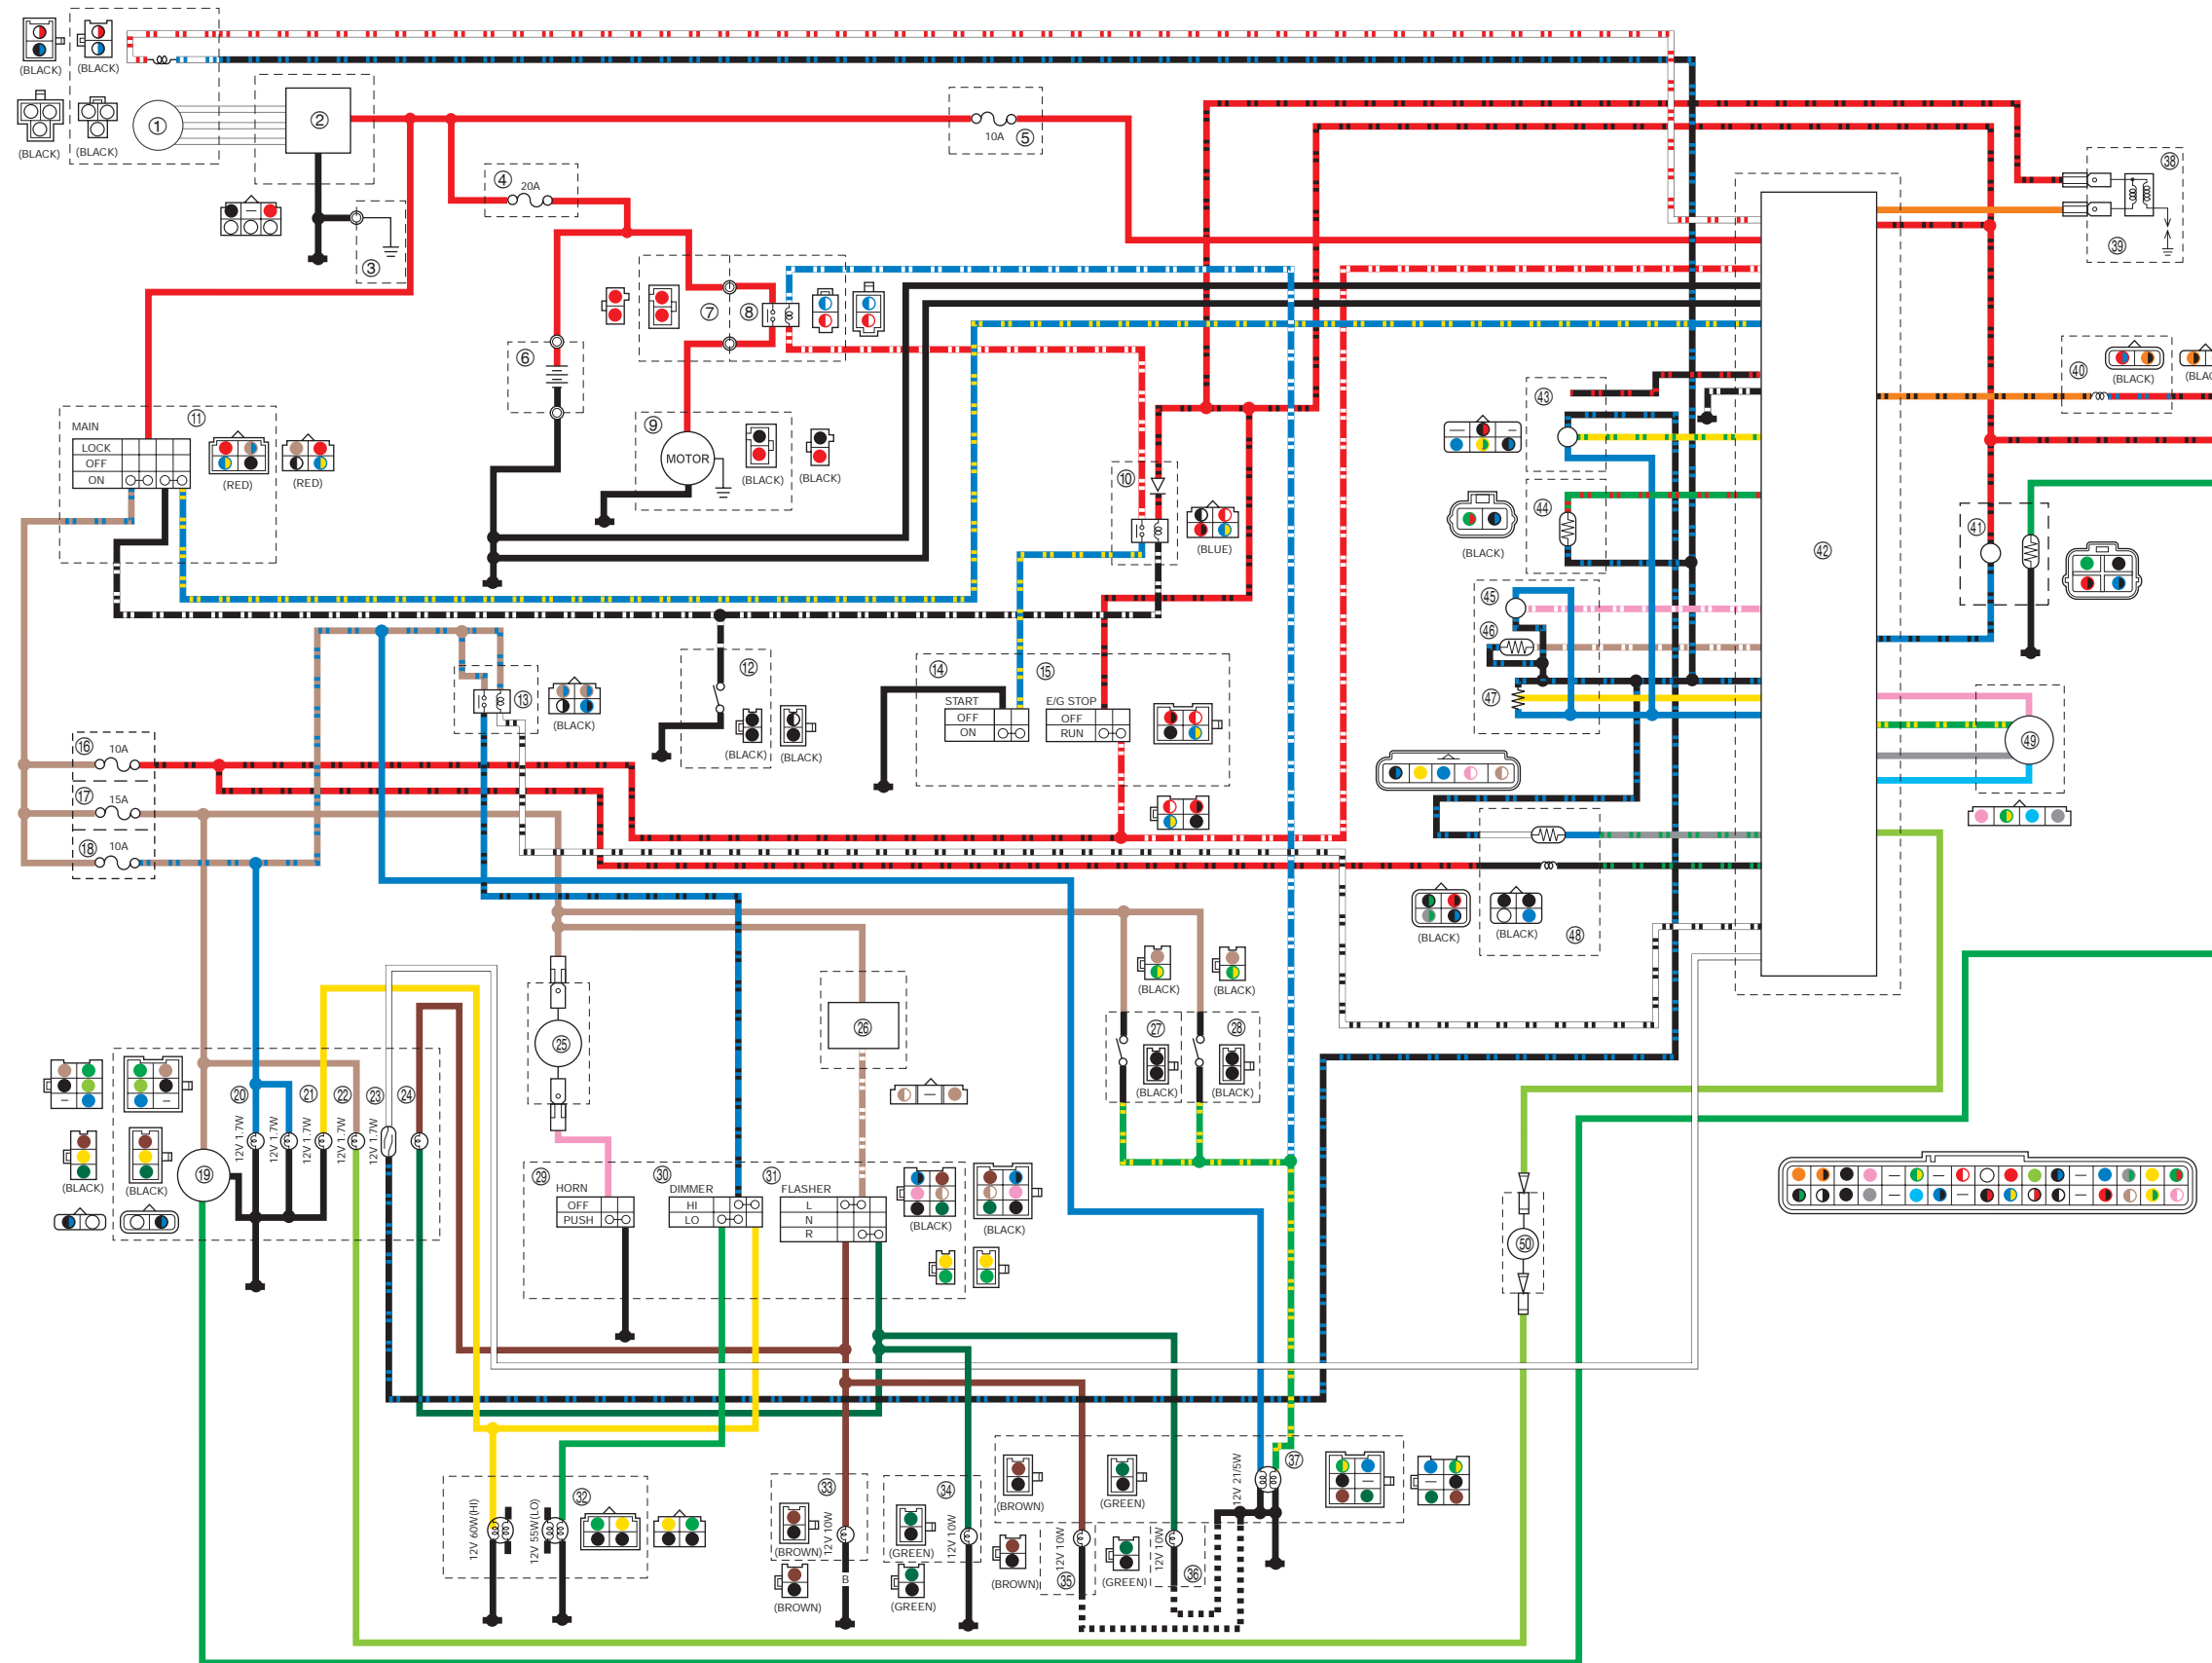 (BLACK)
(BLACK)
(BLACK)
(BLACK)
①
②
③
④
20A
10A
⑤
⑥
⑦
⑧
⑨
MOTOR
(BLACK)
(BLACK)
⑩
(BLUE)
⑪
MAIN
LOCK
OFF
ON
(RED)
(RED)
⑫
(BLACK)
(BLACK)
⑬
(BLACK)
⑭
START
OFF
ON
⑮
E/G STOP
OFF
RUN
⑯
10A
⑰
15A
⑱
10A
⑲
⑳
12V 1.7W
12V 1.7W
㉑
12V 1.7W
㉒
12V 1.7W
㉓
12V 1.7W
㉔
(BLACK)
(BLACK)
㉕
㉖
㉗
(BLACK)
(BLACK)
㉘
(BLACK)
(BLACK)
㉙
HORN
OFF
PUSH
㉚
DIMMER
HI
LO
㉛
FLASHER
L
N
R
(BLACK)
(BLACK)
㉜
12V 60W(HI)
12V 55W(LO)
㉝
12V 10W
(BROWN)
(BROWN)
B
㉞
12V 10W
(GREEN)
(GREEN)
(BROWN)
(BROWN)
㉟
12V 10W
(GREEN)
(GREEN)
㊱
12V 10W
㊲
12V 21/5W
㊳
㊴
㊵
(BLACK)
㊶
㊷
㊸
㊹
(BLACK)
㊺
㊻
㊼
㊽
(BLACK)
(BLACK)
㊾
㊿